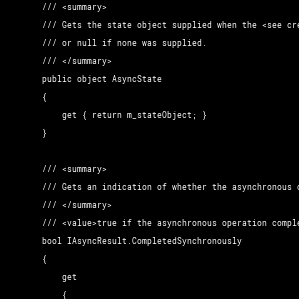 /// <summary>
/// Gets the state object supplied when the <see
/// or null if none was supplied.
/// </summary>
public object AsyncState
{
get { return m_stateObject; }
}
/// <summary>
/// Gets an indication of whether the asynchronous
/// </summary>
/// <value>true if the asynchronous operation
bool IAsyncResult.CompletedSynchronously
{
get
{